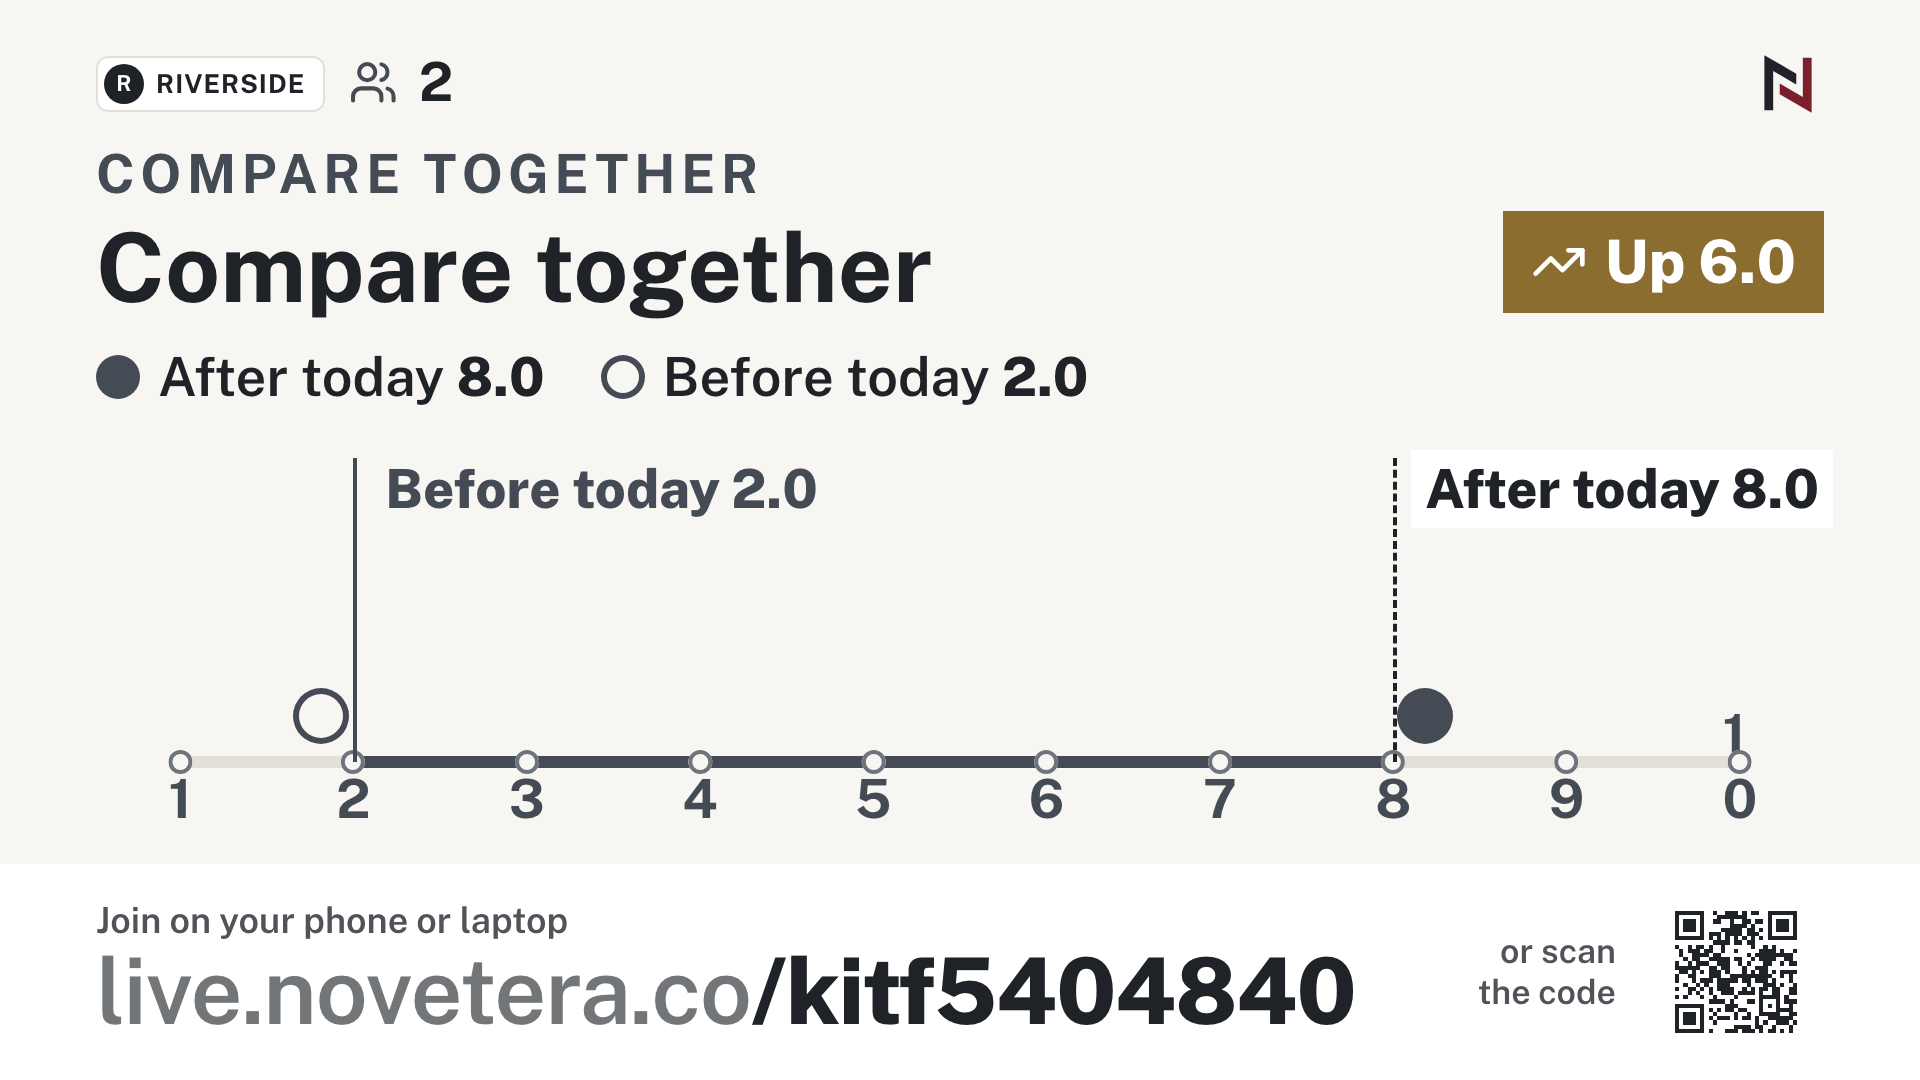 R RIVERSIDE 2
COMPARE TOGETHER
Compare together
Up 6.0
After today 8.0 Before today 2.0
Before today 2.0
After today 8.0
1 2 3 4 5 6 7 8 9 10
Join on your phone or laptop
live.novetera.co/kitf5404840
or scan
the code